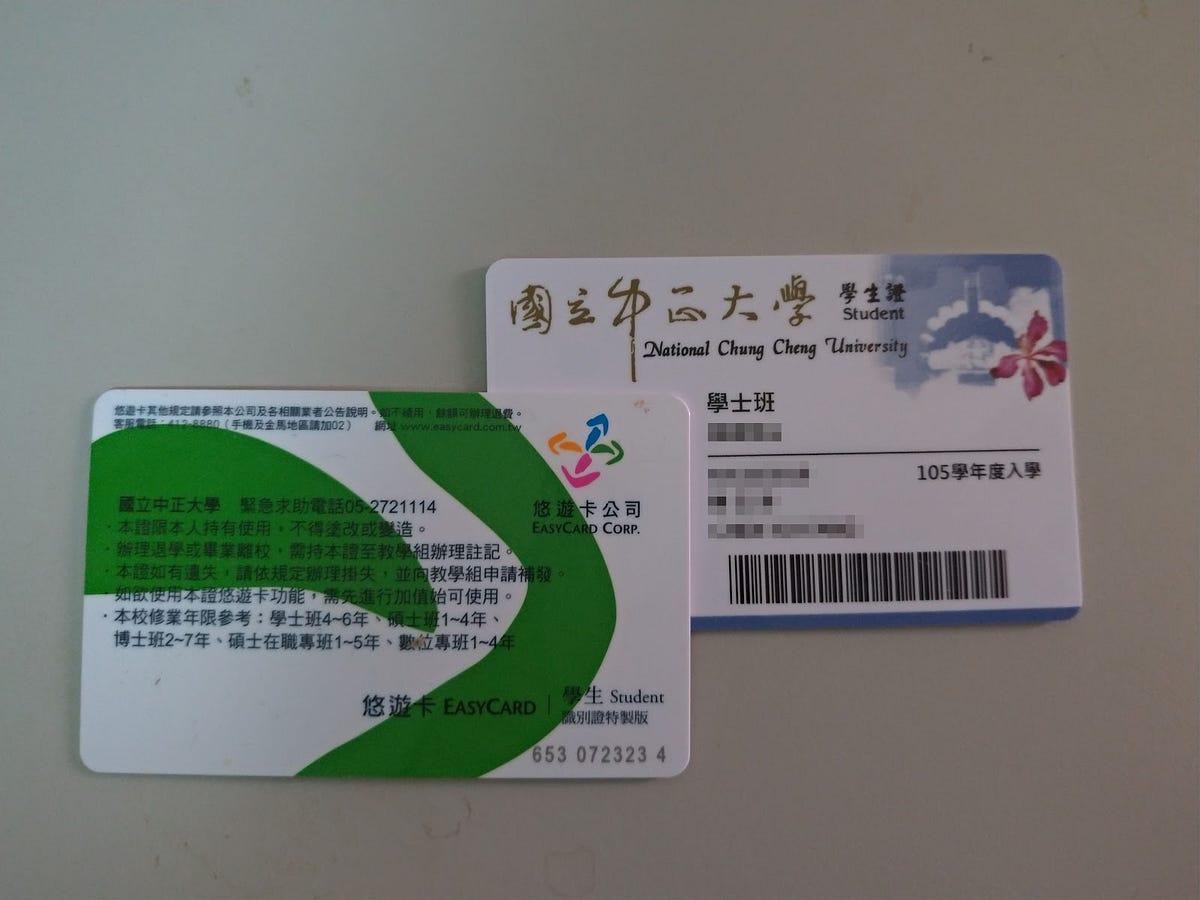 國立中正大學 學生證
Student
National Chung Cheng University
學士班
105學年度入學
悠遊卡其他規定請參照本公司及各相關業者公告說明。如不續用,餘額可辦理退費。
客服電話:412-8880(手機及金馬地區請加02) 網址 www.easycard.com.tw
悠遊卡公司
EASYCARD CORP.
國立中正大學 緊急求助電話05-2721114
·本證限本人持有使用,不得塗改或變造。
·辦理退學或畢業離校,需持本證至教學組辦理註記。
·本證如有遺失,請依規定辦理掛失,並向教學組申請補發。
·如欲使用本證悠遊卡功能,需先進行加值始可使用。
·本校修業年限參考:學士班4~6年、碩士班1~4年、
博士班2~7年、碩士在職專班1~5年、數位專班1~4年
悠遊卡 EASYCARD | 學生 Student
識別證特製版
653 072323 4